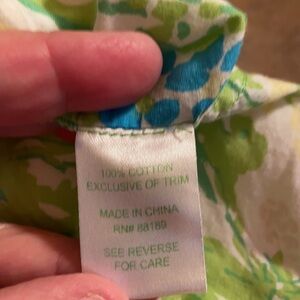 100% COTTON
EXCLUSIVE OF TRIM
MADE IN CHINA
RN# 88189
SEE REVERSE
FOR CARE